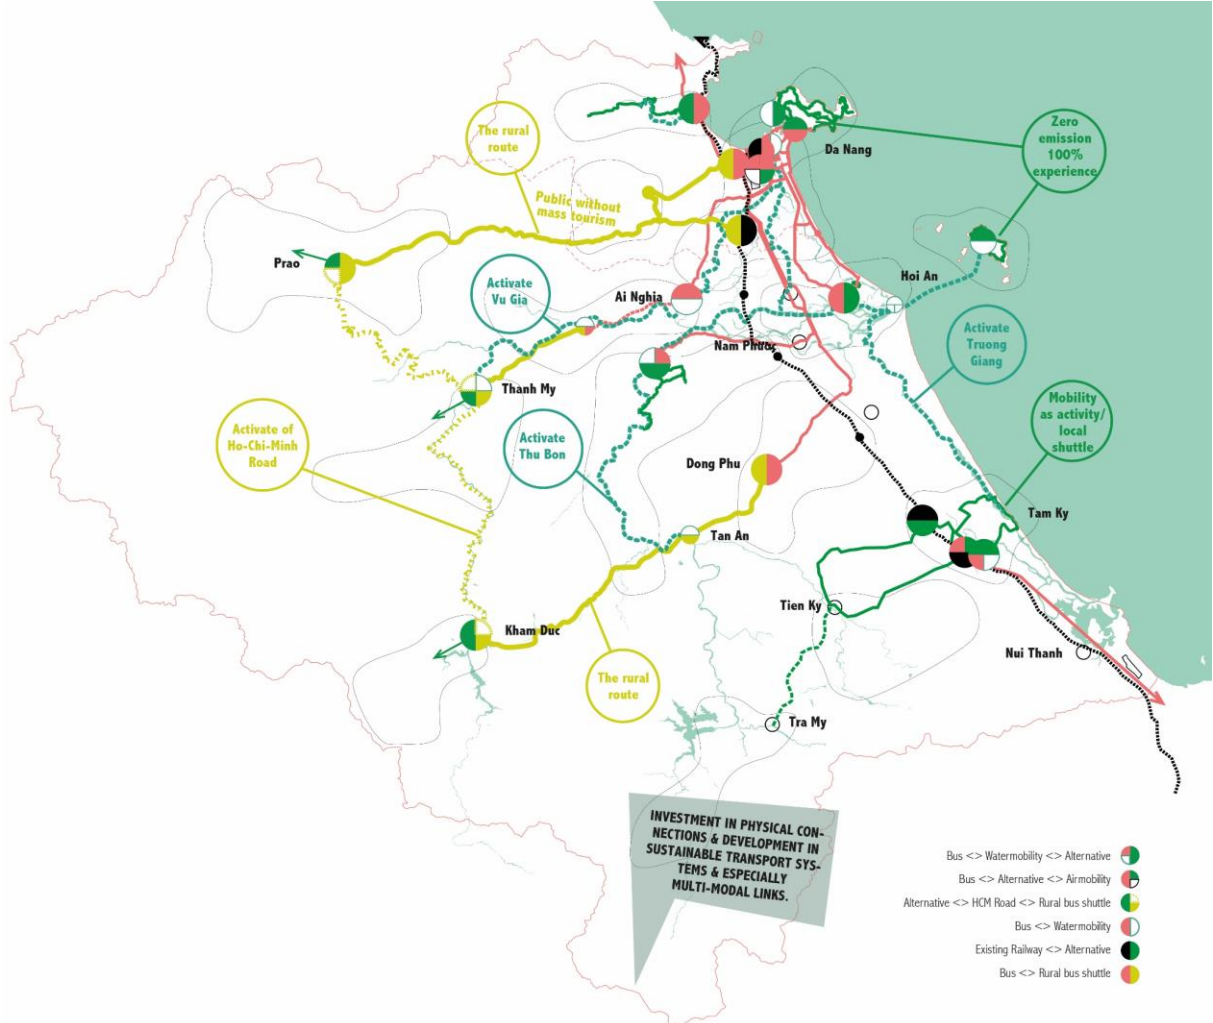 The rural
route
Zero
emission
100%
experience
Da Nang
Public without
mass tourism
Prao
Activate
Vu Gia
Ai Nghia
Hoi An
Activate
Truong
Giang
Nam Phuoc
Thanh My
Mobility
as activity/
local
shuttle
Activate of
Ho-Chi-Minh
Road
Activate
Thu Bon
Dong Phu
Tam Ky
Tan An
Tien Ky
Kham Duc
Nui Thanh
The rural
route
Tra My
INVESTMENT IN PHYSICAL CON-
NECTIONS & DEVELOPMENT IN
SUSTAINABLE TRANSPORT SYS-
TEMS & ESPECIALLY
MULTI-MODAL LINKS.
Bus <> Watermobility <> Alternative
Bus <> Alternative <> Airmobility
Alternative <> HCM Road <> Rural bus shuttle
Bus <> Watermobility
Existing Railway <> Alternative
Bus <> Rural bus shuttle